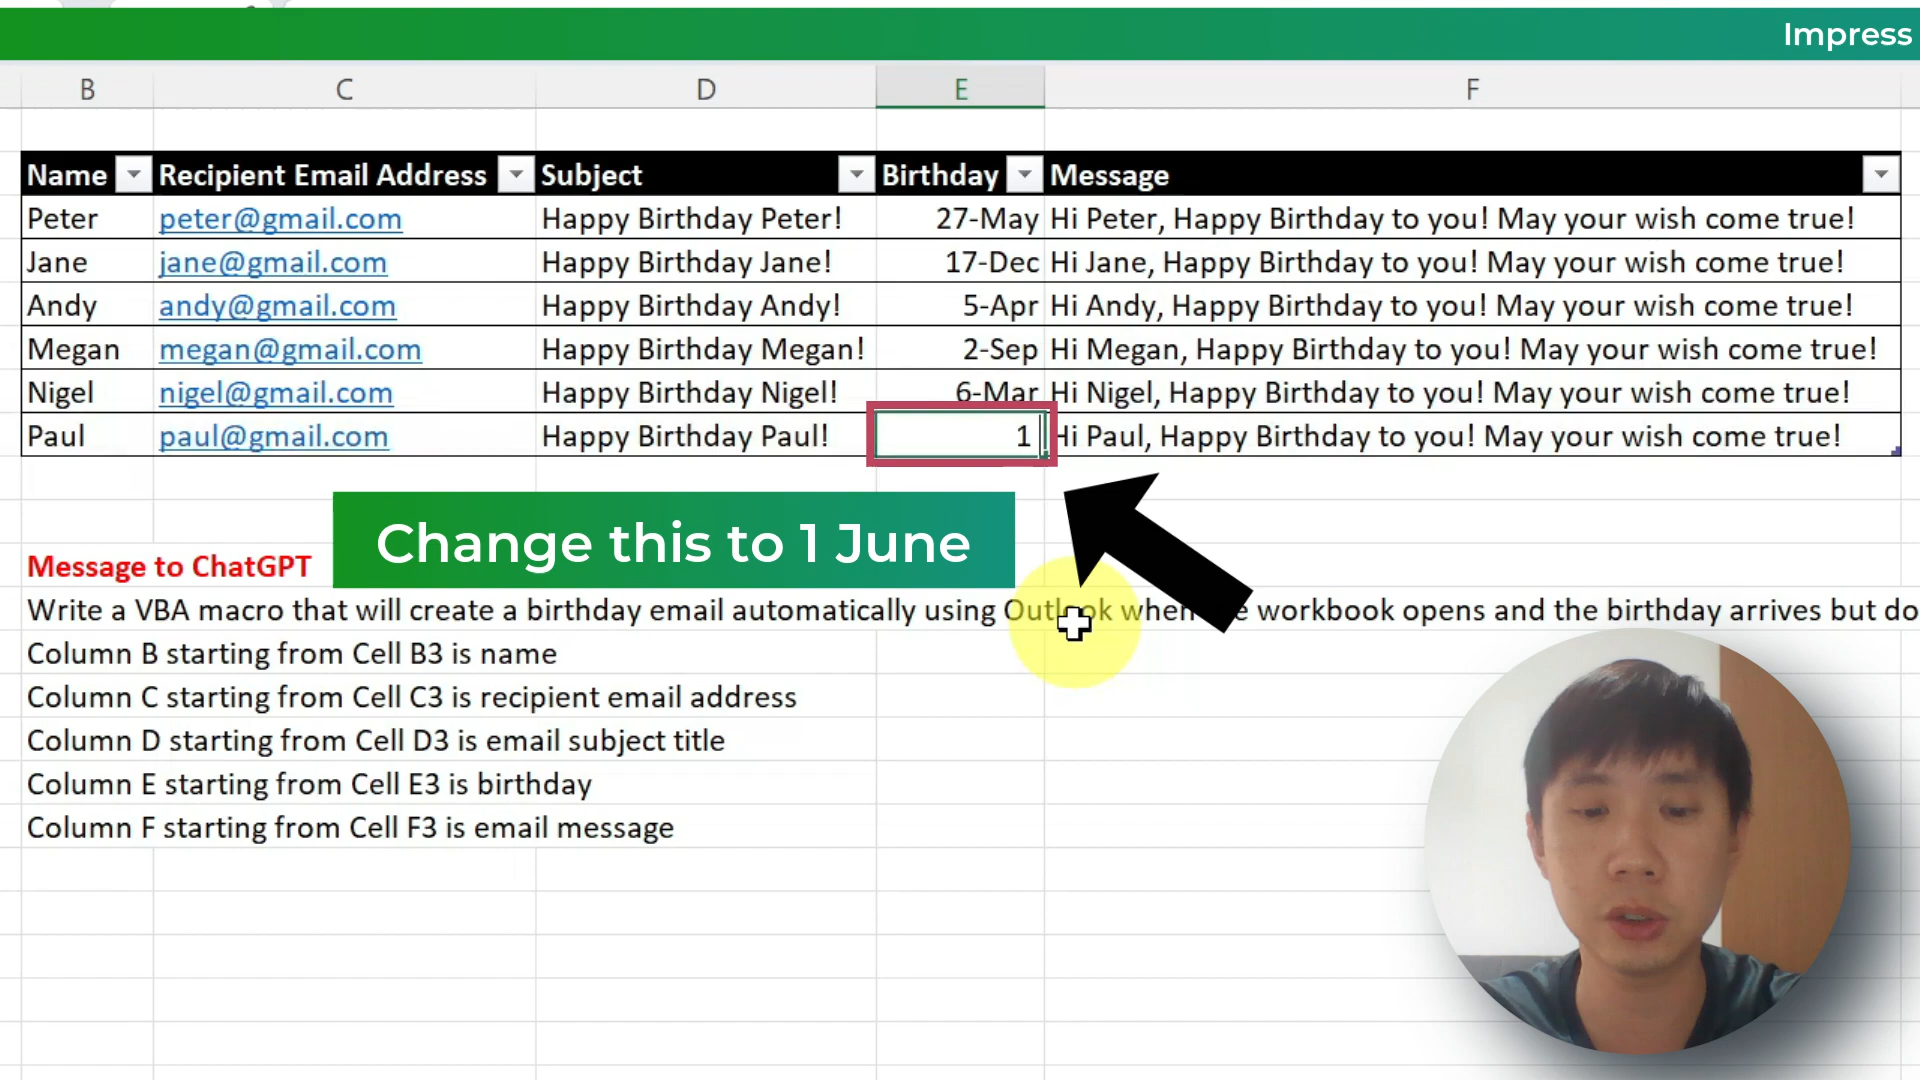 Impress
B C D E F
Name Recipient Email Address Subject Birthday Message
Peter peter@gmail.com Happy Birthday Peter! 27-May Hi Peter, Happy Birthday to you! May your wish come true!
Jane jane@gmail.com Happy Birthday Jane! 17-Dec Hi Jane, Happy Birthday to you! May your wish come true!
Andy andy@gmail.com Happy Birthday Andy! 5-Apr Hi Andy, Happy Birthday to you! May your wish come true!
Megan megan@gmail.com Happy Birthday Megan! 2-Sep Hi Megan, Happy Birthday to you! May your wish come true!
Nigel nigel@gmail.com Happy Birthday Nigel! 6-Mar Hi Nigel, Happy Birthday to you! May your wish come true!
Paul paul@gmail.com Happy Birthday Paul! 1 Hi Paul, Happy Birthday to you! May your wish come true!
Change this to 1 June
Message to ChatGPT
Write a VBA macro that will create a birthday email automatically using Outlook when workbook opens and the birthday arrives but do
Column B starting from Cell B3 is name
Column C starting from Cell C3 is recipient email address
Column D starting from Cell D3 is email subject title
Column E starting from Cell E3 is birthday
Column F starting from Cell F3 is email message